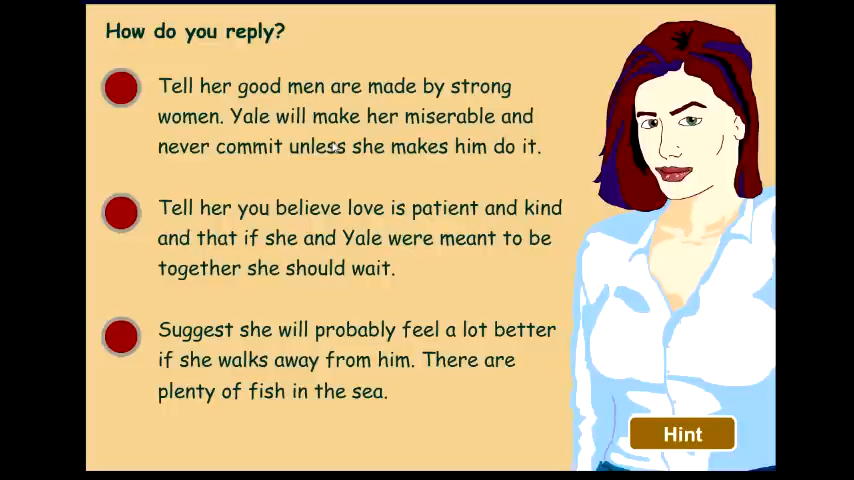 How do you reply?
Tell her good men are made by strong
women. Yale will make her miserable and
never commit unless she makes him do it.
Tell her you believe love is patient and kind
and that if she and Yale were meant to be
together she should wait.
Suggest she will probably feel a lot better
if she walks away from him. There are
plenty of fish in the sea.
Hint